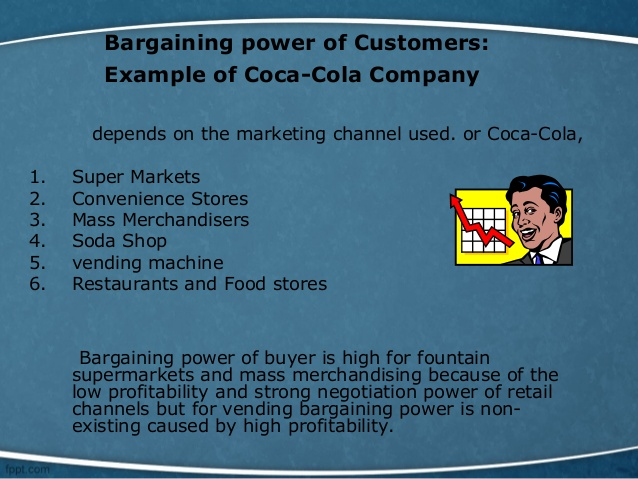 Bargaining power of Customers:
Example of Coca-Cola Company
depends on the marketing channel used. or Coca-Cola,
1. Super Markets
2. Convenience Stores
3. Mass Merchandisers
4. Soda Shop
5. vending machine
6. Restaurants and Food stores
Bargaining power of buyer is high for fountain
supermarkets and mass merchandising because of the
low profitability and strong negotiation power of retail
channels but for vending bargaining power is non-
existing caused by high profitability.
fppt.com